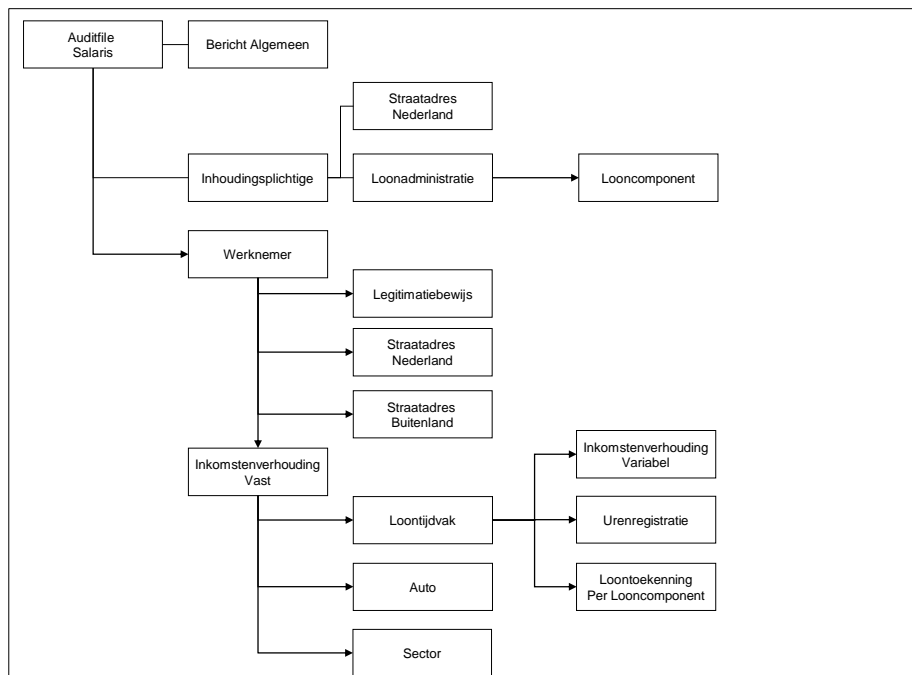 Auditfile
Salaris
Bericht Algemeen
Straatadres
Nederland
Inhoudingsplichtige
Loonadministratie
Looncomponent
Werknemer
Legitimatiebewijs
Straatadres
Nederland
Straatadres
Buitenland
Inkomstenverhouding
Vast
Inkomstenverhouding
Variabel
Loontijdvak
Urenregistratie
Auto
Loontoekenning
Per Looncomponent
Sector